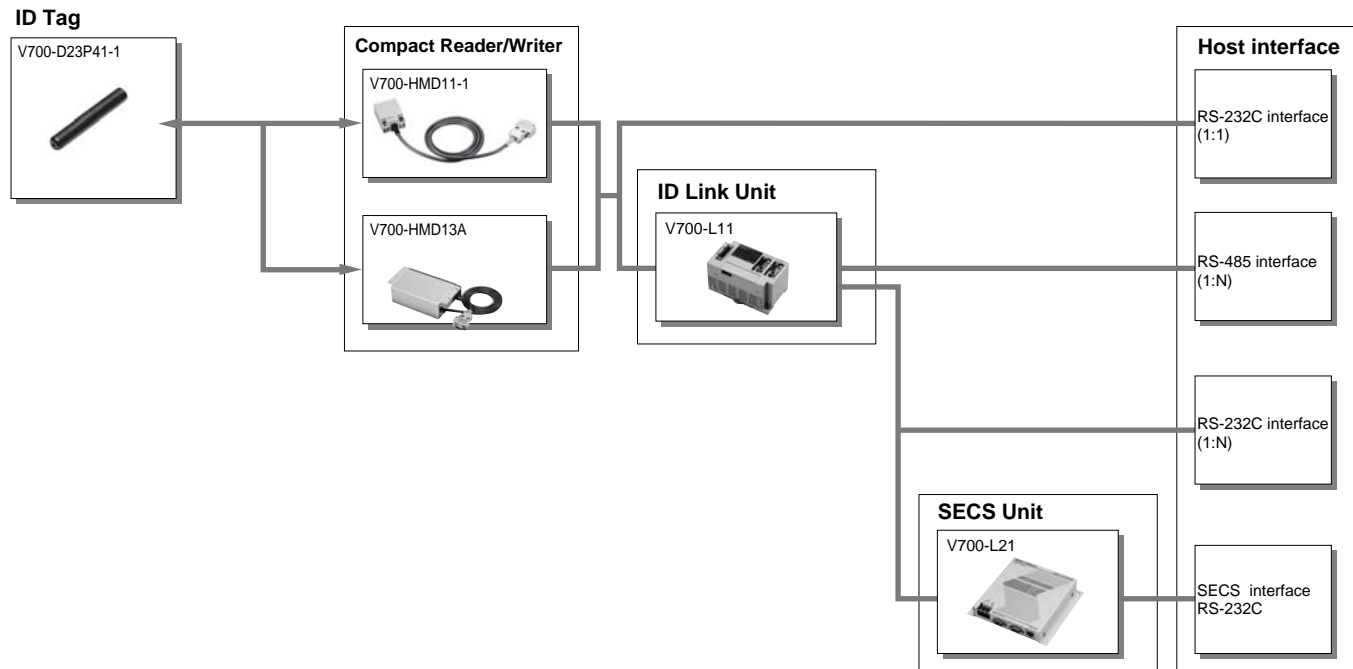 ID Tag
V700-D23P41-1
Compact Reader/Writer
V700-HMD11-1
V700-HMD13A
ID Link Unit
V700-L11
SECS Unit
V700-L21
Host interface
RS-232C interface
(1:1)
RS-485 interface
(1:N)
RS-232C interface
(1:N)
SECS interface
RS-232C